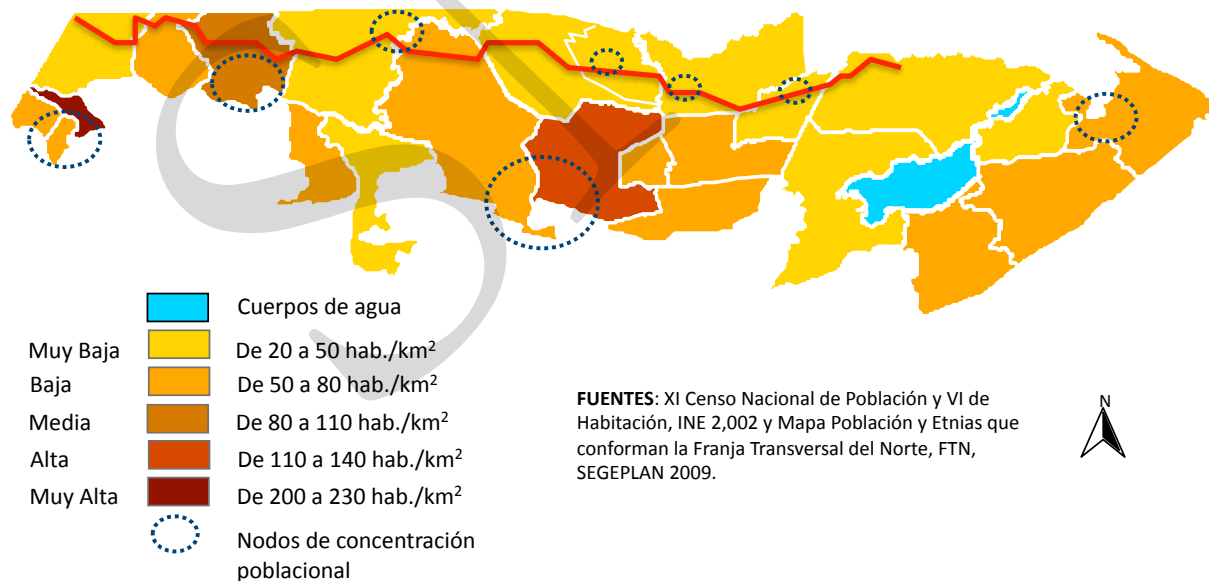 Cuerpos de agua
Muy Baja De 20 a 50 hab./km²
Baja De 50 a 80 hab./km²
Media De 80 a 110 hab./km²
Alta De 110 a 140 hab./km²
Muy Alta De 200 a 230 hab./km²
Nodos de concentración
poblacional
FUENTES: XI Censo Nacional de Población y VI de
Habitación, INE 2,002 y Mapa Población y Etnias que
conforman la Franja Transversal del Norte, FTN,
SEGEPLAN 2009.
N